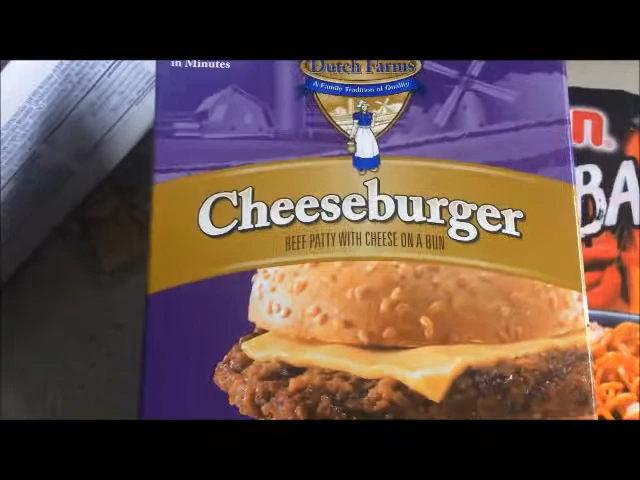 in Minutes
Dutch Farms
A Family Tradition of Quality
Cheeseburger
BEEF PATTY WITH CHEESE ON A BUN
n
BA